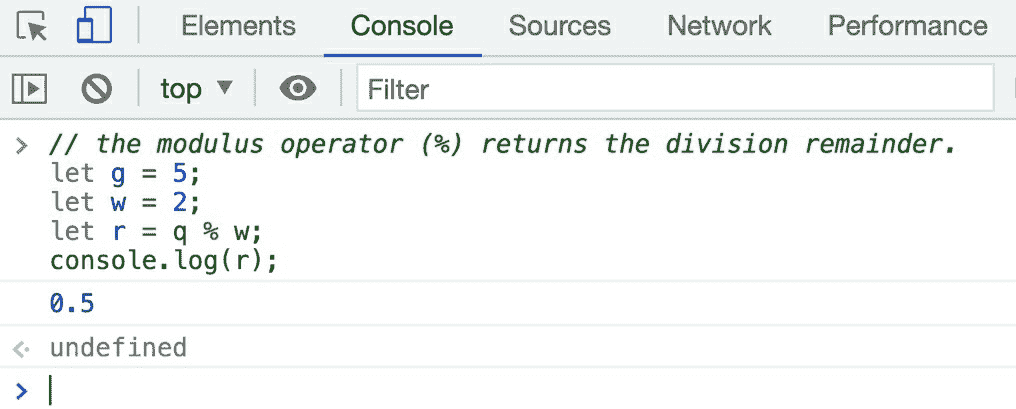 Elements Console Sources Network Performance
top ▼ Filter
> // the modulus operator (%) returns the division remainder.
let g = 5;
let w = 2;
let r = q % w;
console.log(r);
0.5
undefined
>